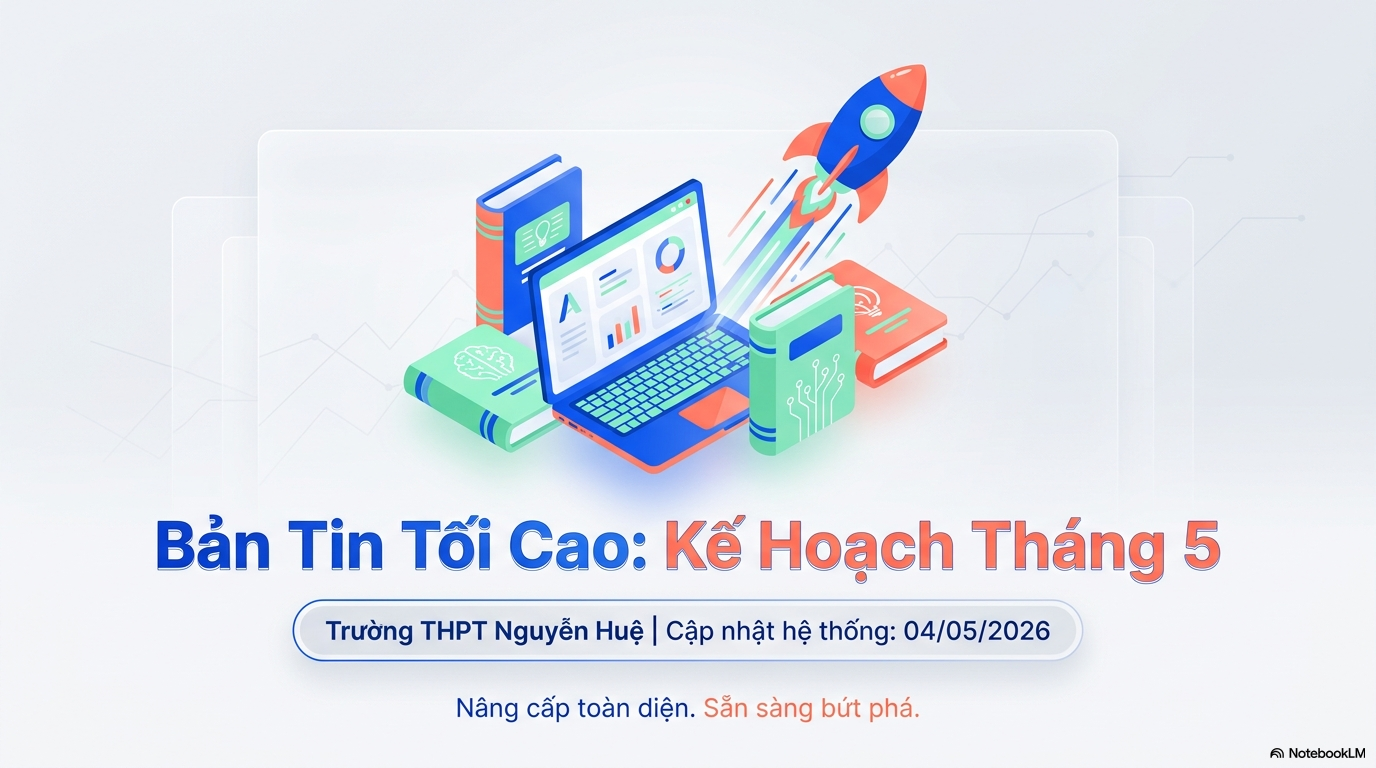 Bản Tin Tối Cao: Kế Hoạch Tháng 5
Trường THPT Nguyễn Huệ | Cập nhật hệ thống: 04/05/2026
Nâng cấp toàn diện. Sẵn sàng bứt phá.
NotebookLM